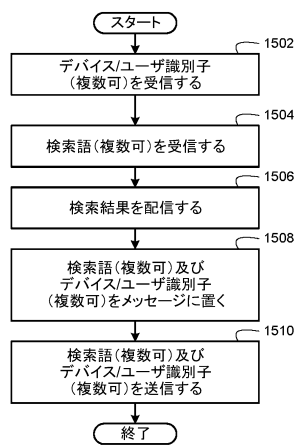 スタート
1502
デバイス/ユーザ識別子
(複数可)を受信する
1504
検索語(複数可)を受信する
1506
検索結果を配信する
1508
検索語(複数可)及び
デバイス/ユーザ識別子
(複数可)をメッセージに置く
1510
検索語(複数可)及び
デバイス/ユーザ識別子
(複数可)を送信する
終了